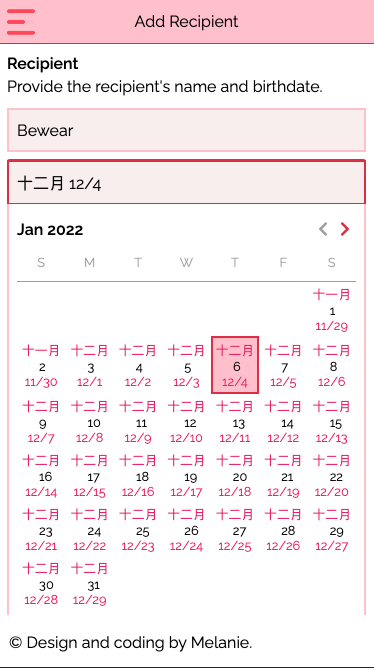 Add Recipient
Recipient
Provide the recipient's name and birthdate.
Bewear
十二月 12/4
Jan 2022
S M T W T F S
十一月
1
11/29
十一月 十二月 十二月 十二月 十二月 十二月 十二月
2 3 4 5 6 7 8
11/30 12/1 12/2 12/3 12/4 12/5 12/6
十二月 十二月 十二月 十二月 十二月 十二月 十二月
9 10 11 12 13 14 15
12/7 12/8 12/9 12/10 12/11 12/12 12/13
十二月 十二月 十二月 十二月 十二月 十二月 十二月
16 17 18 19 20 21 22
12/14 12/15 12/16 12/17 12/18 12/19 12/20
十二月 十二月 十二月 十二月 十二月 十二月 十二月
23 24 25 26 27 28 29
12/21 12/22 12/23 12/24 12/25 12/26 12/27
十二月 十二月
30 31
12/28 12/29
© Design and coding by Melanie.